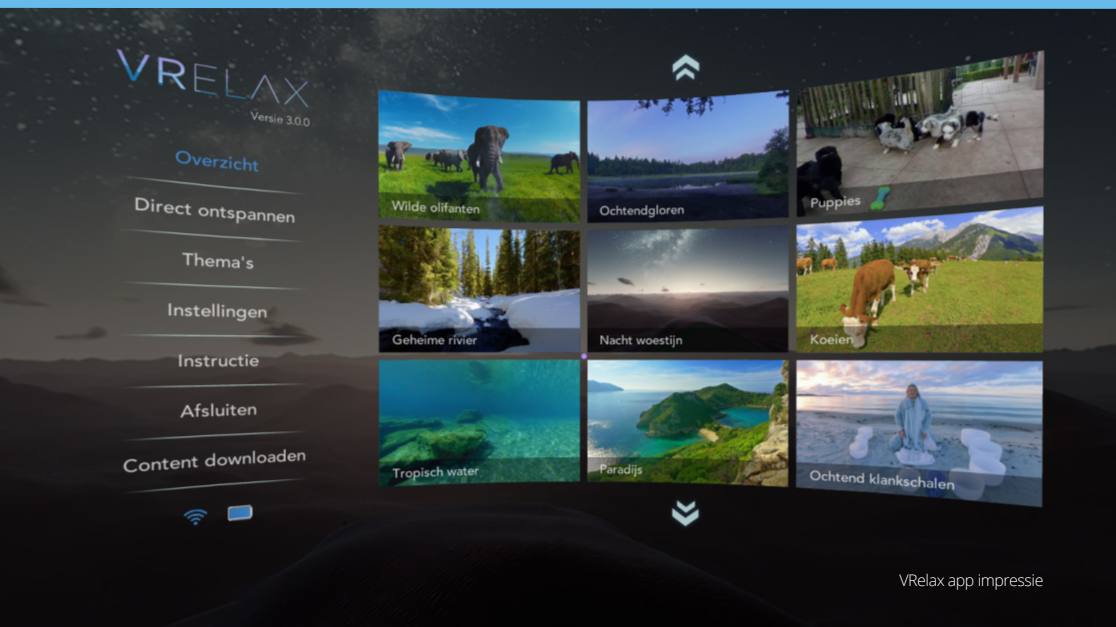 VRELAX
Versie 3.0.0
Overzicht
Direct ontspannen
Thema's
Instellingen
Instructie
Afsluiten
Content downloaden
Wilde olifanten
Ochtendgloren
Puppies
Geheime rivier
Nacht woestijn
Koeien
Tropisch water
Paradijs
Ochtend klankschalen
VRelax app impressie